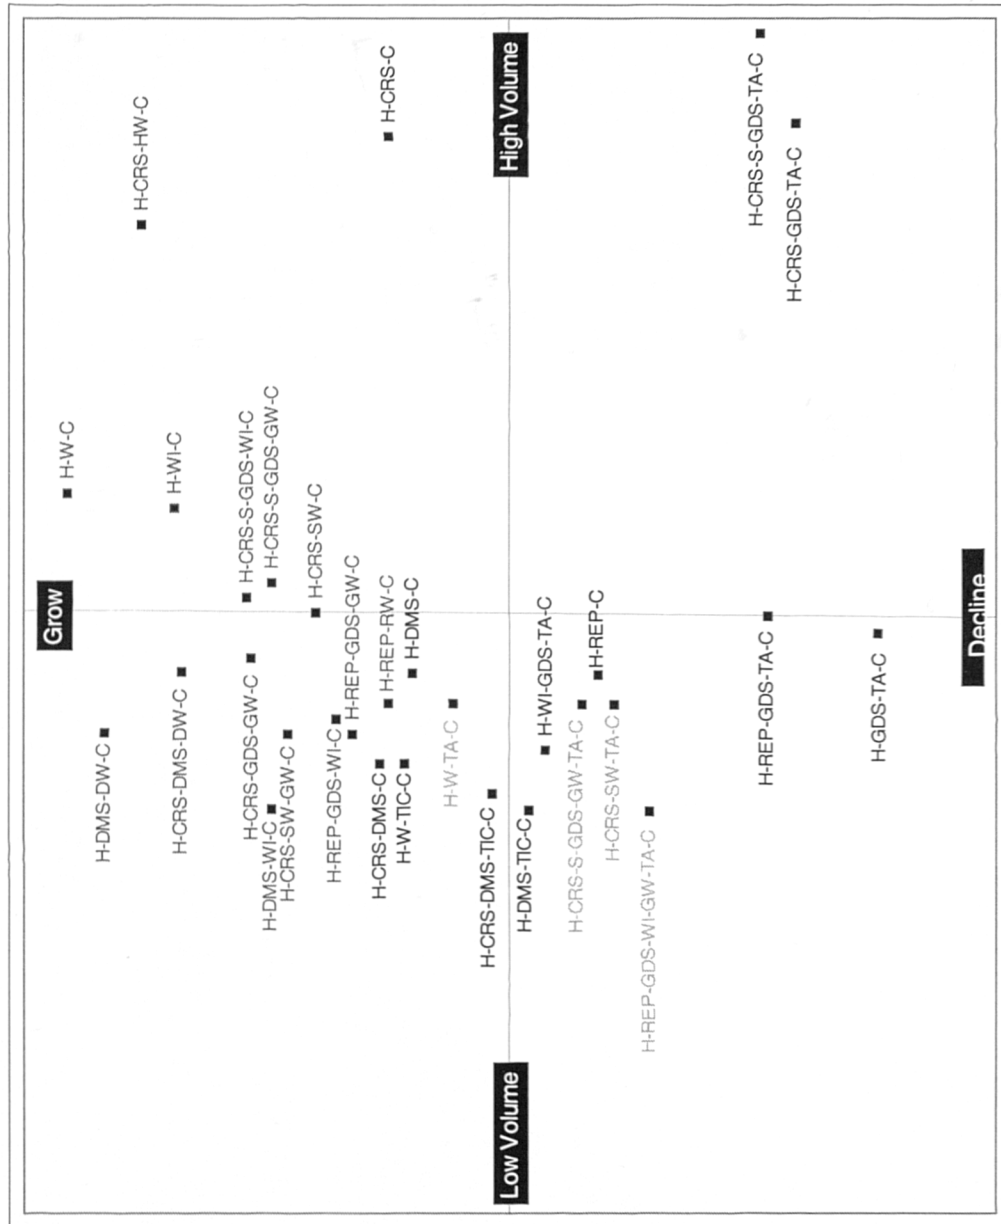 Grow
H-W-C
H-DMS-DW-C
H-CRS-HW-C
H-WI-C
H-CRS-DMS-DW-C
H-CRS-S-GDS-WI-C
H-CRS-GDS-GW-C
H-CRS-S-GDS-GW-C
H-DMS-WI-C
H-CRS-SW-GW-C
H-CRS-SW-C
H-REP-GDS-WI-C
H-REP-GDS-GW-C
H-CRS-DMS-C
H-REP-RW-C
H-CRS-C
H-W-TIC-C
H-DMS-C
H-W-TA-C
H-CRS-DMS-TIC-C
Low Volume
High Volume
H-DMS-TIC-C
H-WI-GDS-TA-C
H-CRS-S-GDS-GW-TA-C
H-REP-C
H-CRS-SW-TA-C
H-REP-GDS-WI-GW-TA-C
H-CRS-S-GDS-TA-C
H-REP-GDS-TA-C
H-CRS-GDS-TA-C
H-GDS-TA-C
Decline